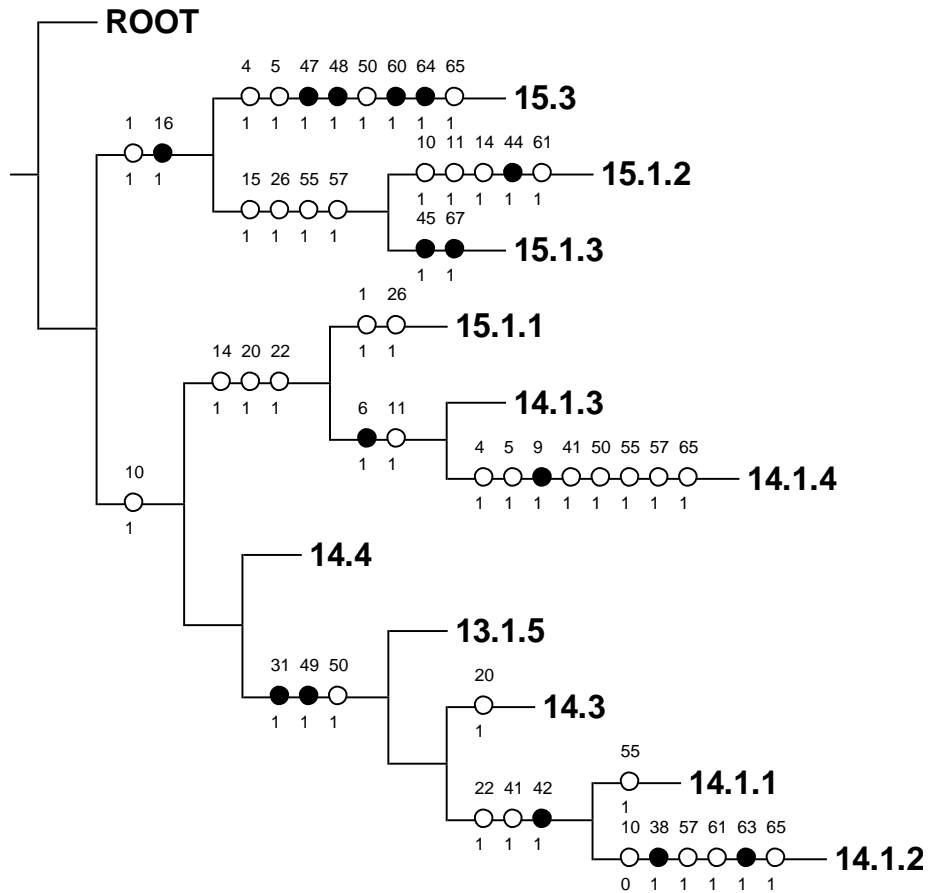 ROOT
4 5 47 48 50 60 64 65
15.3
1 1 1 1 1 1 1 1
1 16
1 1
10 11 14 44 61
15.1.2
1 1 1 1 1
15 26 55 57
1 1 1 1
45 67
15.1.3
1 1
1 26
15.1.1
1 1
14 20 22
1 1 1
14.1.3
6 11
1 1
4 5 9 41 50 55 57 65
14.1.4
1 1 1 1 1 1 1 1
10
1
14.4
13.1.5
31 49 50
1 1 1
20
14.3
1
55
14.1.1
1
22 41 42
1 1 1
10 38 57 61 63 65
14.1.2
0 1 1 1 1 1